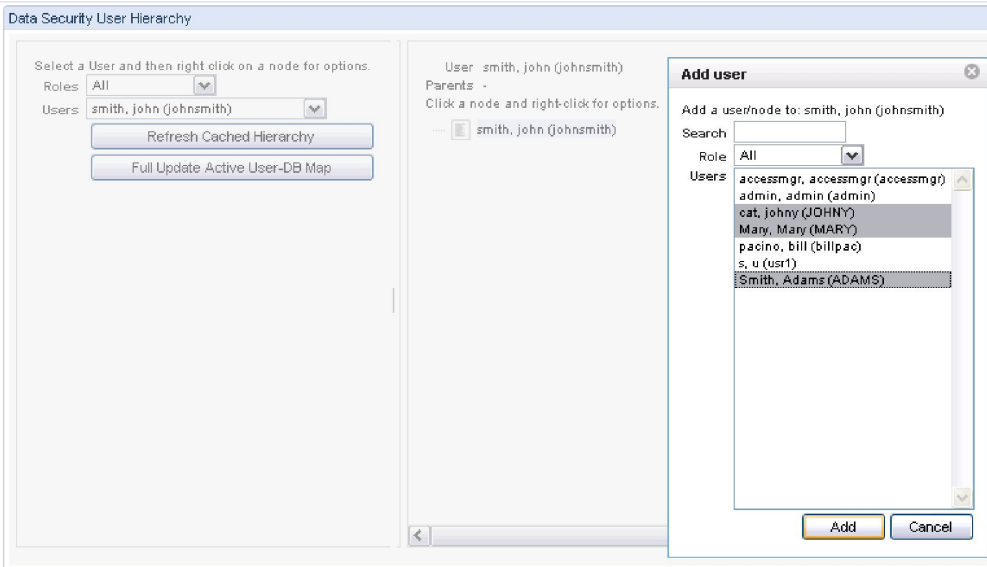 Data Security User Hierarchy
Select a User and then right click on a node for options.
Roles All
Users smith, john (johnsmith)
Refresh Cached Hierarchy
Full Update Active User-DB Map
User smith, john (johnsmith)
Parents -
Click a node and right-click for options.
smith, john (johnsmith)
Add user
Add a user/node to: smith, john (johnsmith)
Search
Role All
Users
accessmgr, accessmgr (accessmgr)
admin, admin (admin)
cat, johny (JOHNY)
Mary, Mary (MARY)
pacino, bill (billpac)
s, u (usr1)
Smith, Adams (ADAMS)
Add Cancel